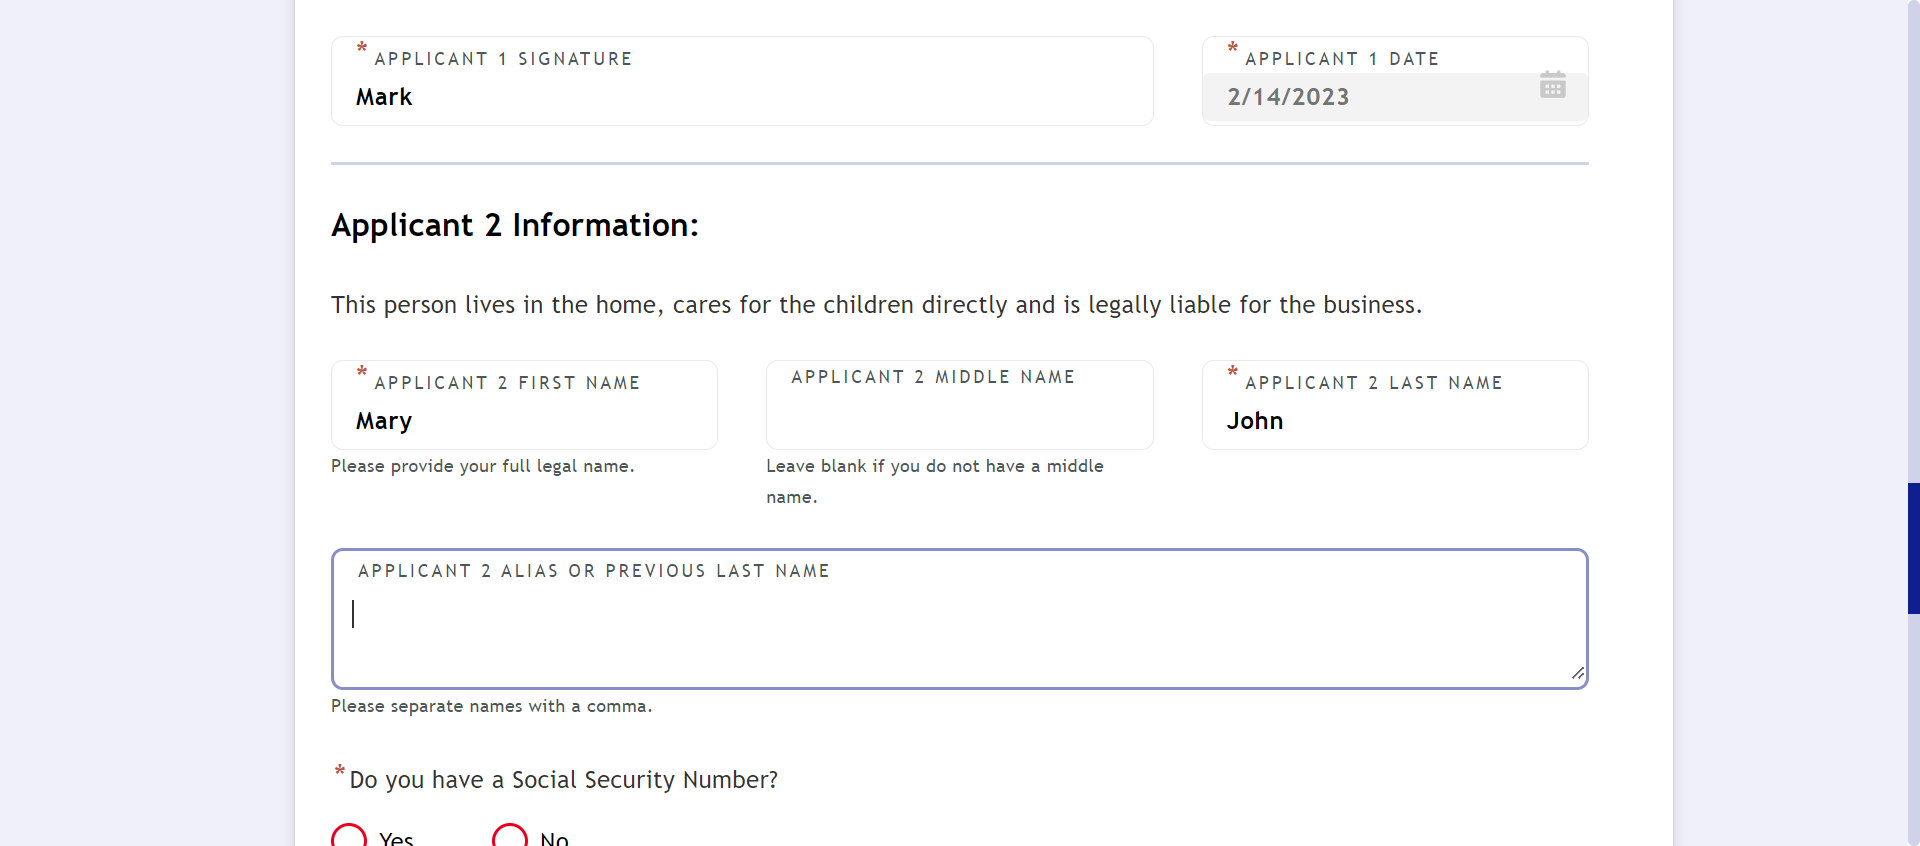 * APPLICANT 1 SIGNATURE
Mark
* APPLICANT 1 DATE
2/14/2023
Applicant 2 Information:
This person lives in the home, cares for the children directly and is legally liable for the business.
* APPLICANT 2 FIRST NAME
Mary
Please provide your full legal name.
APPLICANT 2 MIDDLE NAME
Leave blank if you do not have a middle
name.
* APPLICANT 2 LAST NAME
John
APPLICANT 2 ALIAS OR PREVIOUS LAST NAME
Please separate names with a comma.
* Do you have a Social Security Number?
Yes
No